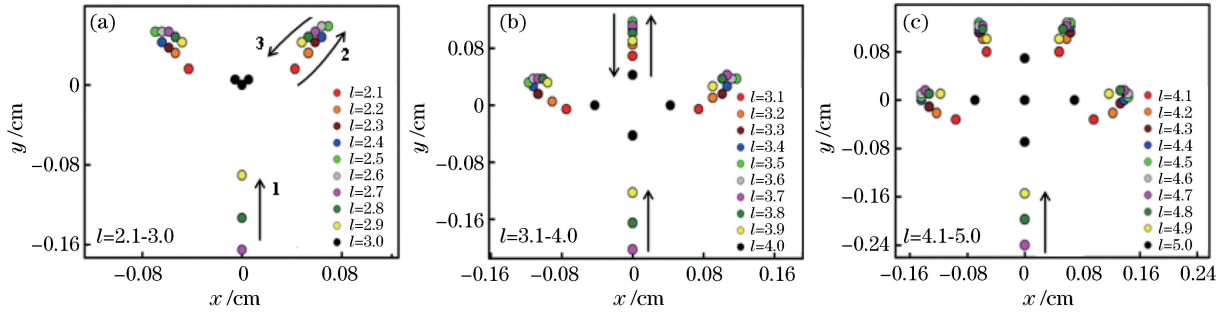 (a)
y/cm
0
−0.08
−0.16
3
2
1
l=2.1
l=2.2
l=2.3
l=2.4
l=2.5
l=2.6
l=2.7
l=2.8
l=2.9
l=3.0
l=2.1-3.0
−0.08
0
0.08
x/cm
(b)
y/cm
0.08
0
−0.08
−0.16
l=3.1
l=3.2
l=3.3
l=3.4
l=3.5
l=3.6
l=3.7
l=3.8
l=3.9
l=4.0
l=3.1-4.0
−0.16
−0.08
0
0.08
0.16
x/cm
(c)
y/cm
0.08
0
−0.08
−0.16
−0.24
l=4.1
l=4.2
l=4.3
l=4.4
l=4.5
l=4.6
l=4.7
l=4.8
l=4.9
l=5.0
l=4.1-5.0
−0.16
−0.08
0
0.08
0.16
0.24
x/cm